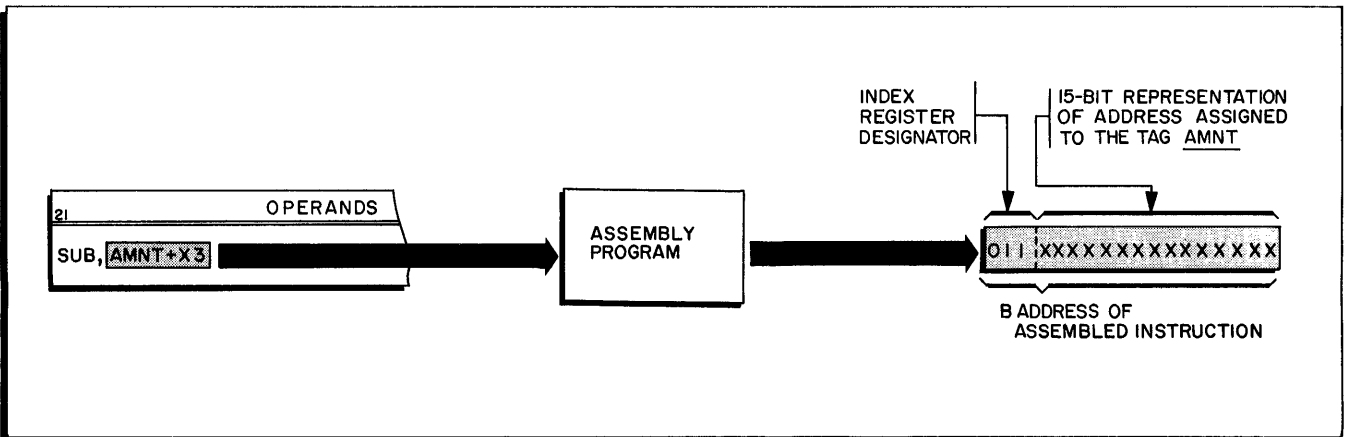 INDEX
REGISTER
DESIGNATOR
15-BIT REPRESENTATION
OF ADDRESS ASSIGNED
TO THE TAG AMNT
21
OPERANDS
SUB, AMNT+X3
ASSEMBLY
PROGRAM
011 XXXXXXXXXXXXXXX
B ADDRESS OF
ASSEMBLED INSTRUCTION